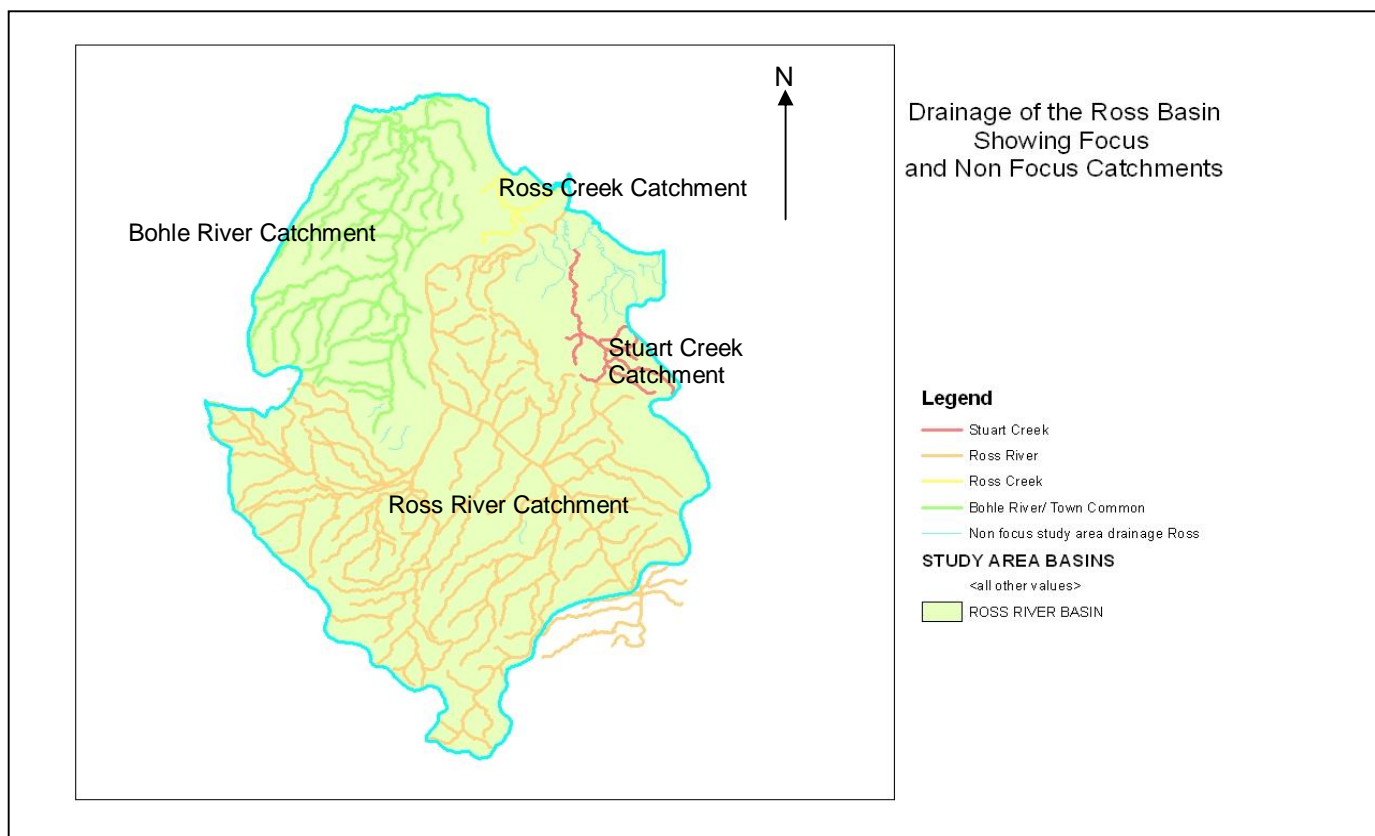 N
Drainage of the Ross Basin
Showing Focus
and Non Focus Catchments
Ross Creek Catchment
Bohle River Catchment
Stuart Creek
Catchment
Ross River Catchment
Legend
Stuart Creek
Ross River
Ross Creek
Bohle River/ Town Common
Non focus study area drainage Ross
STUDY AREA BASINS
<all other values>
ROSS RIVER BASIN